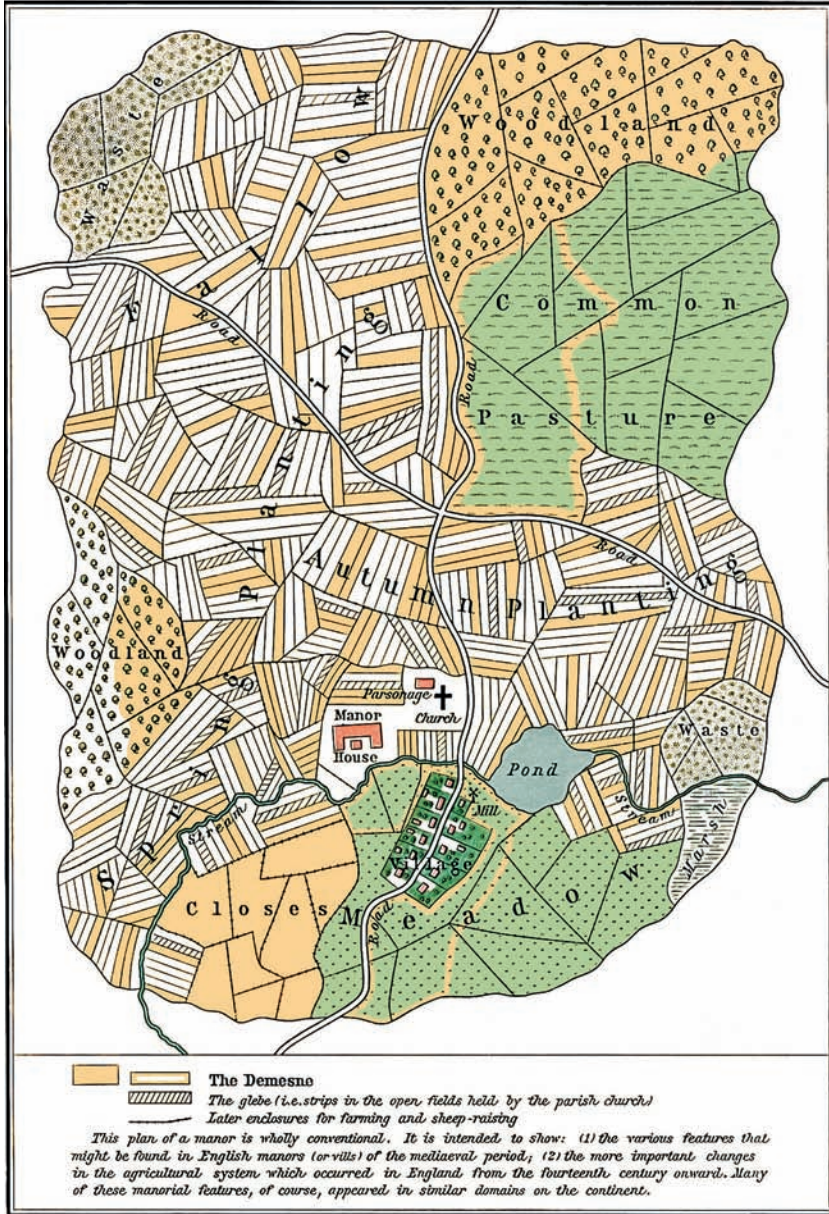 Waste
Woodland
Fallow
Common
Road
Road
Pasture
Spring Planting
Autumn Planting
Road
Woodland
Parsonage
Church
Manor
House
Waste
Pond
Mill
Stream
Stream
Marsh
Village
Closes
Meadow
Road
The Demesne
The glebe (i.e. strips in the open fields held by the parish church)
Later enclosures for farming and sheep-raising
This plan of a manor is wholly conventional. It is intended to show: (1) the various features that
might be found in English manors (or vills) of the mediaeval period; (2) the more important changes
in the agricultural system which occurred in England from the fourteenth century onward. Many
of these manorial features, of course, appeared in similar domains on the continent.